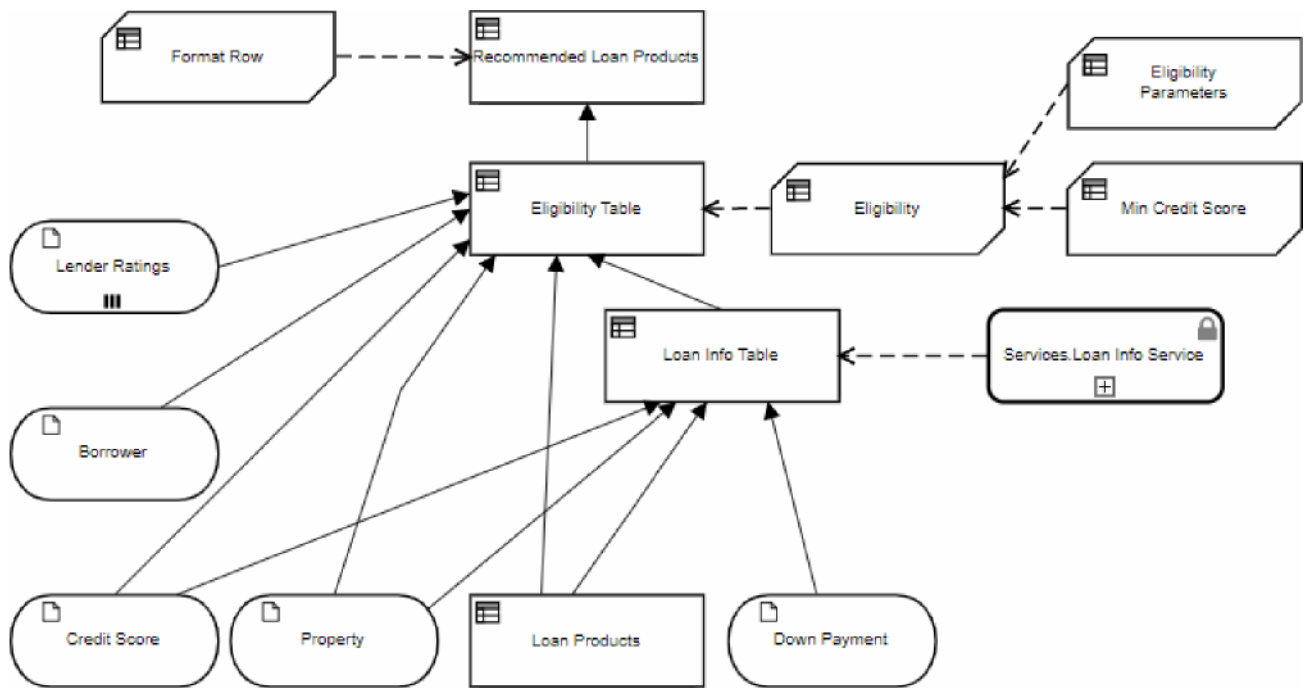 Format Row
Recommended Loan Products
Eligibility
Parameters
Eligibility Table
Eligibility
Min Credit Score
Lender Ratings
Loan Info Table
Services.Loan Info Service
Borrower
Credit Score
Property
Loan Products
Down Payment